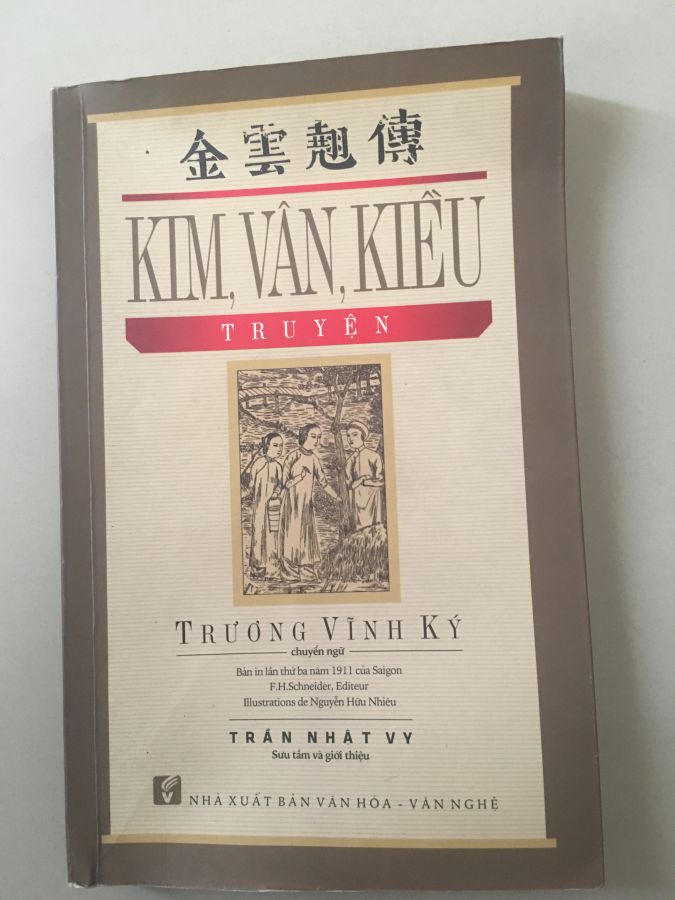 金雲翹傳
KIM, VÂN, KIỀU
TRUYỆN
TRƯƠNG VĨNH KÝ
chuyển ngữ
Bản in lần thứ ba năm 1911 của Saigon
F.H.Schneider, Editeur
Illustrations de Nguyễn Hữu Nhiêu
TRẦN NHẬT VY
Sưu tầm và giới thiệu
NHÀ XUẤT BẢN VĂN HÓA - VĂN NGHỆ